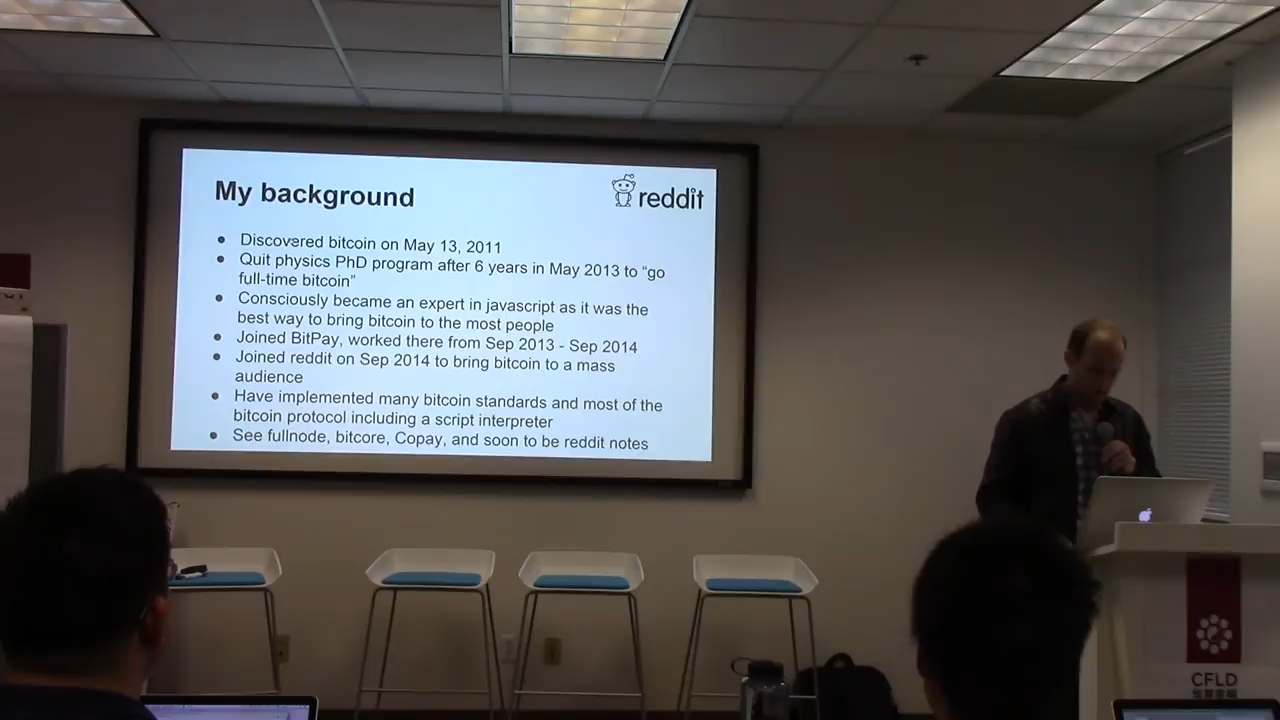 My background
reddit
Discovered bitcoin on May 13, 2011
Quit physics PhD program after 6 years in May 2013 to “go
full-time bitcoin”
Consciously became an expert in javascript as it was the
best way to bring bitcoin to the most people
Joined BitPay, worked there from Sep 2013 - Sep 2014
Joined reddit on Sep 2014 to bring bitcoin to a mass
audience
Have implemented many bitcoin standards and most of the
bitcoin protocol including a script interpreter
See fullnode, bitcore, Copay, and soon to be reddit notes
CFLD